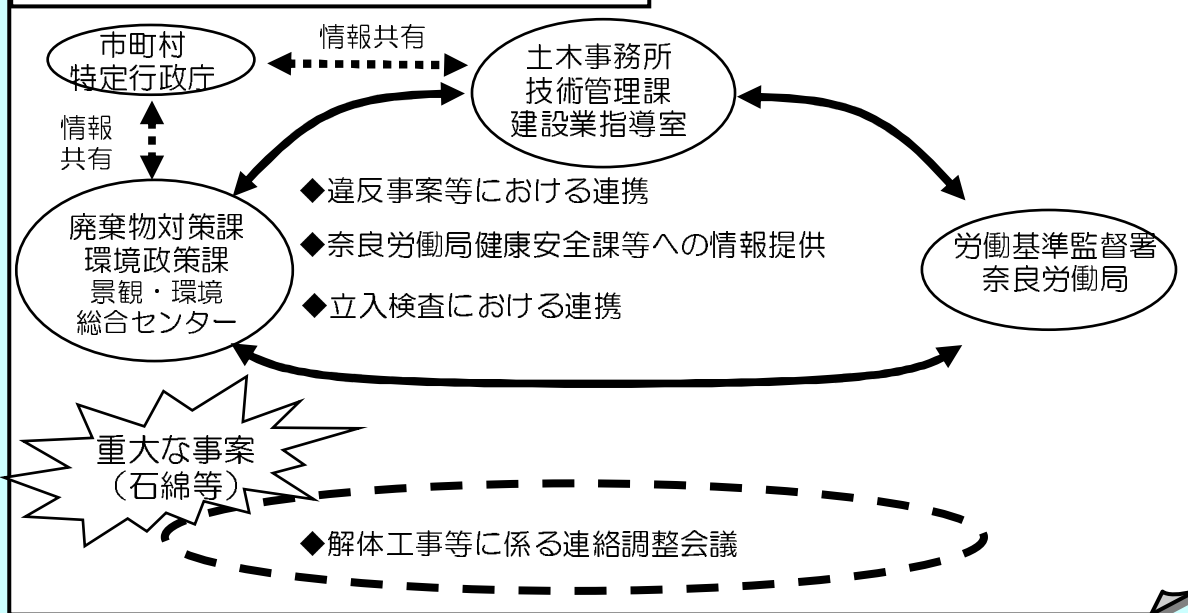 市町村
特定行政庁
情報共有
土木事務所
技術管理課
建設業指導室
情報
共有
◆違反事案等における連携
◆奈良労働局健康安全課等への情報提供
◆立入検査における連携
廃棄物対策課
環境政策課
景観・環境
総合センター
労働基準監督署
奈良労働局
重大な事案
（石綿等）
◆解体工事等に係る連絡調整会議